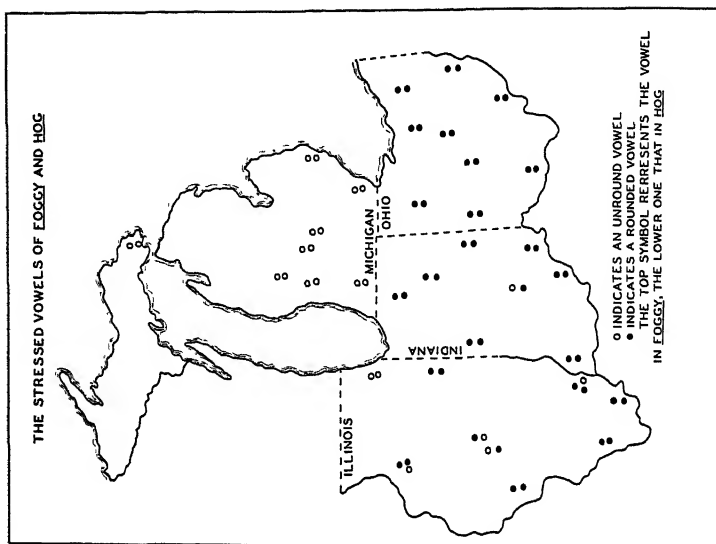 THE STRESSED VOWELS OF FOGGY AND HOG
MICHIGAN
OHIO
INDIANA
ILLINOIS
o INDICATES AN UNROUND VOWEL
• INDICATES A ROUNDED VOWEL
THE TOP SYMBOL RERRESENTS THE VOWEL
IN FOGGY, THE LOWER ONE THAT IN HOG